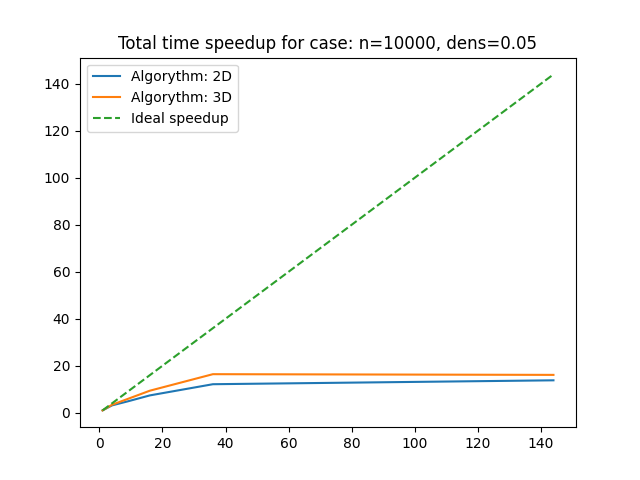 Total time speedup for case: n=10000, dens=0.05
Algorythm: 2D
Algorythm: 3D
Ideal speedup
140
120
100
80
60
40
20
0
0 20 40 60 80 100 120 140